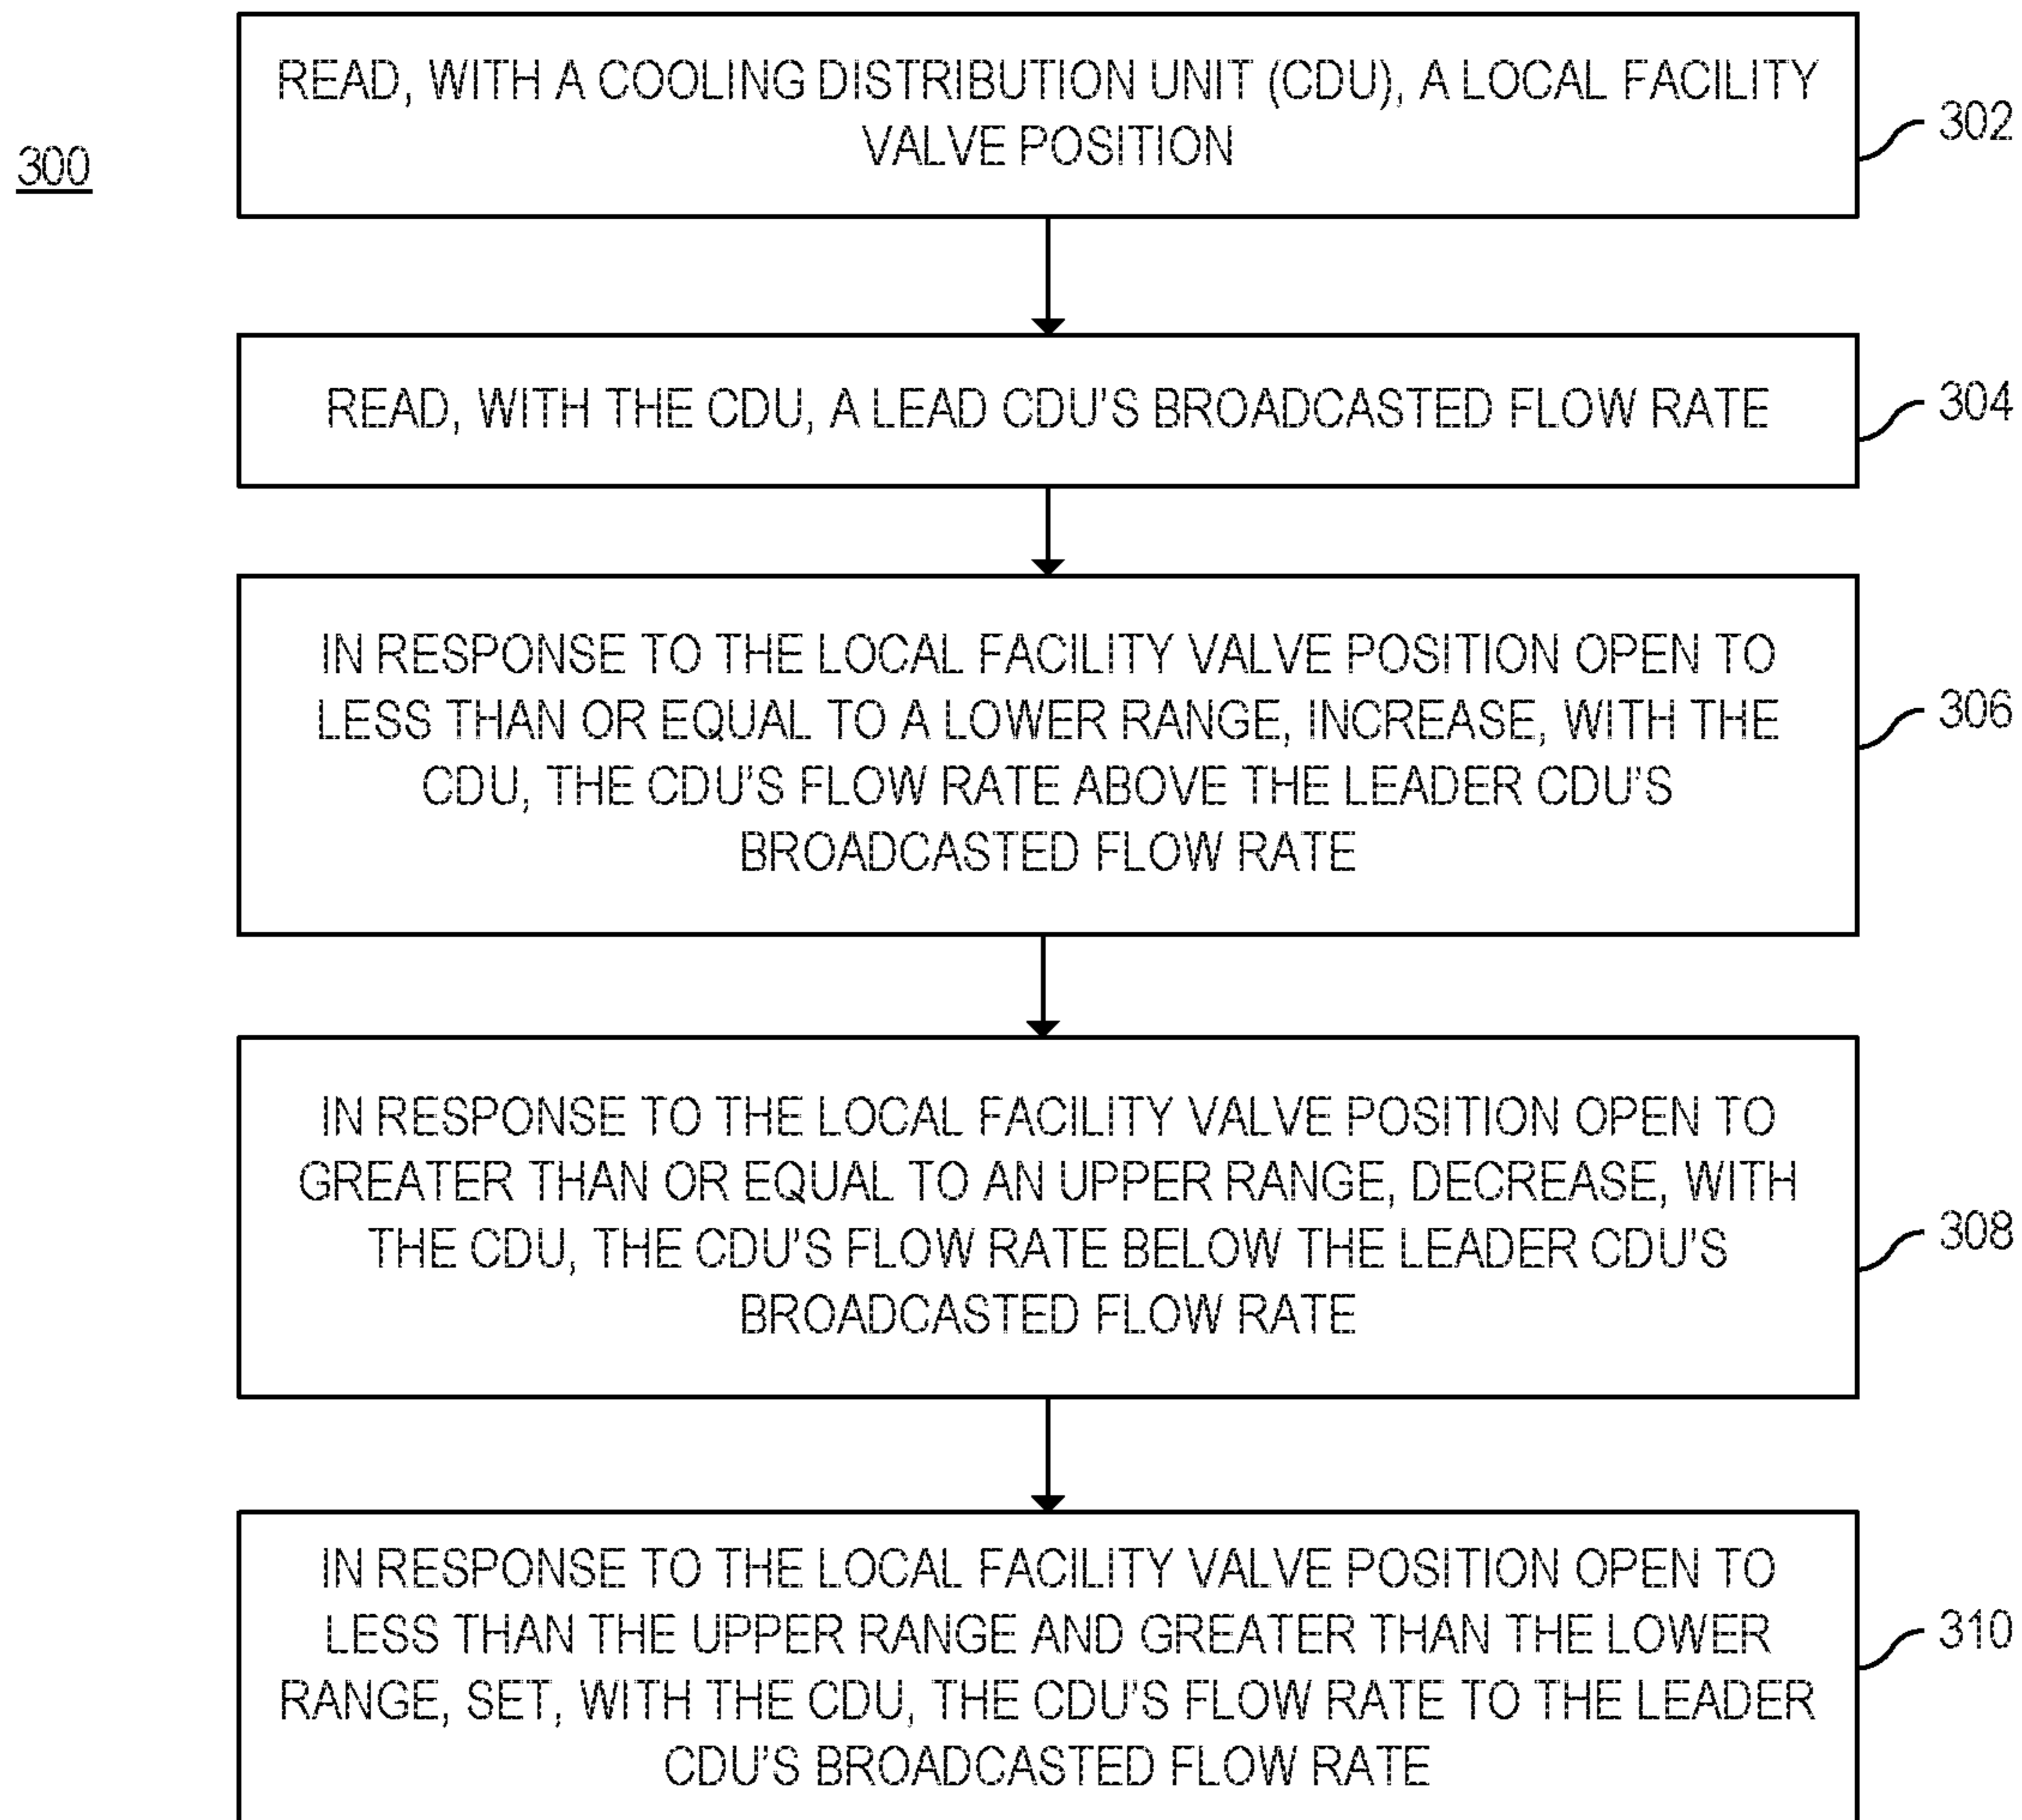 300
READ, WITH A COOLING DISTRIBUTION UNIT (CDU), A LOCAL FACILITY
VALVE POSITION
302
READ, WITH THE CDU, A LEAD CDU'S BROADCASTED FLOW RATE
304
IN RESPONSE TO THE LOCAL FACILITY VALVE POSITION OPEN TO
LESS THAN OR EQUAL TO A LOWER RANGE, INCREASE, WITH THE
CDU, THE CDU'S FLOW RATE ABOVE THE LEADER CDU'S
BROADCASTED FLOW RATE
306
IN RESPONSE TO THE LOCAL FACILITY VALVE POSITION OPEN TO
GREATER THAN OR EQUAL TO AN UPPER RANGE, DECREASE, WITH
THE CDU, THE CDU'S FLOW RATE BELOW THE LEADER CDU'S
BROADCASTED FLOW RATE
308
IN RESPONSE TO THE LOCAL FACILITY VALVE POSITION OPEN TO
LESS THAN THE UPPER RANGE AND GREATER THAN THE LOWER
RANGE, SET, WITH THE CDU, THE CDU'S FLOW RATE TO THE LEADER
CDU'S BROADCASTED FLOW RATE
310